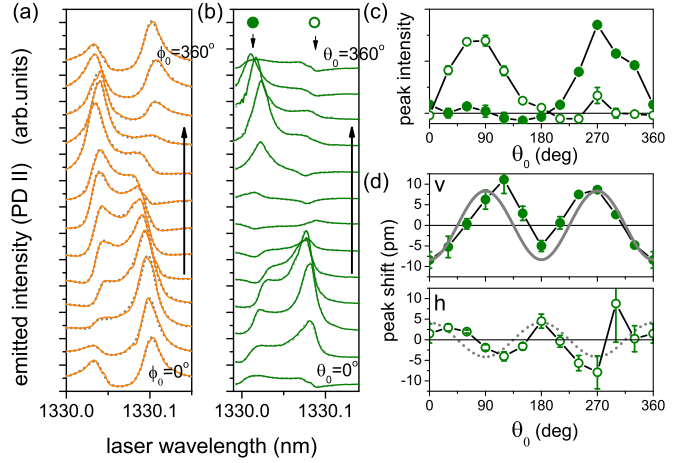 (a)
(b)
(c)
ϕ0=360°
θ0=360°
ϕ0=0°
θ0=0°
emitted intensity (PD II) (arb.units)
1330.0
1330.1
1330.0
1330.1
laser wavelength (nm)
peak intensity
0 90 180 270 360
θ0 (deg)
(d)
v
10
5
0
-5
-10
peak shift (pm)
h
10
5
0
-5
-10
0 90 180 270 360
θ0 (deg)